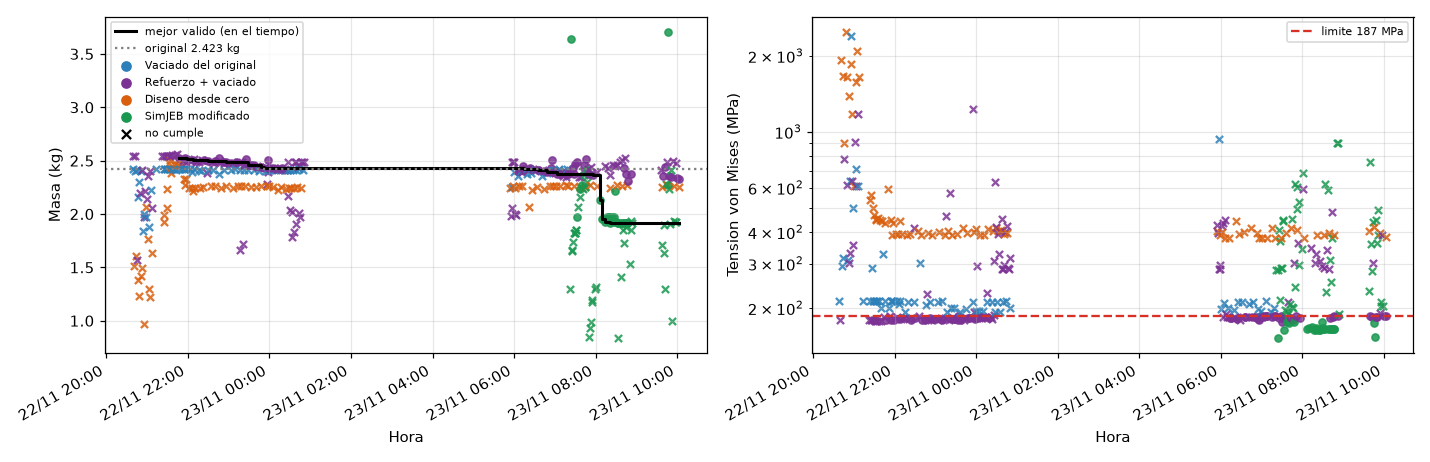 3.5
3.0
2.5
2.0
1.5
1.0
Masa (kg)
mejor valido (en el tiempo)
original 2.423 kg
Vaciado del original
Refuerzo + vaciado
Diseno desde cero
SimJEB modificado
no cumple
22/11 20:00
22/11 22:00
23/11 00:00
23/11 02:00
23/11 04:00
23/11 06:00
23/11 08:00
23/11 10:00
Hora
2 × 10³
10³
6 × 10²
4 × 10²
3 × 10²
2 × 10²
Tension von Mises (MPa)
limite 187 MPa
22/11 20:00
22/11 22:00
23/11 00:00
23/11 02:00
23/11 04:00
23/11 06:00
23/11 08:00
23/11 10:00
Hora